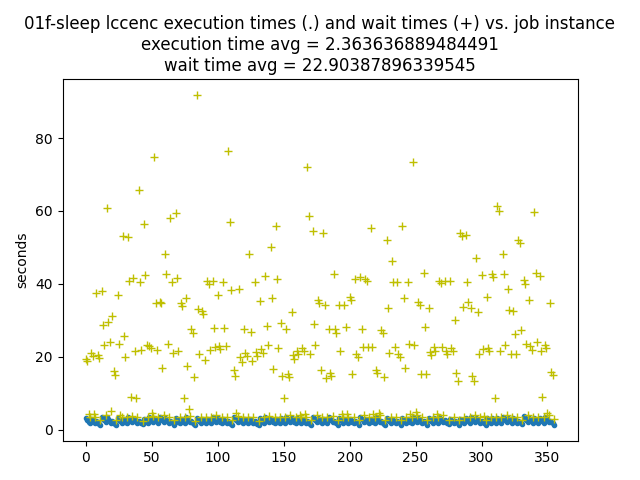 01f-sleep lccenc execution times (.) and wait times (+) vs. job instance
execution time avg = 2.363636889484491
wait time avg = 22.90387896339545
seconds
80
60
40
20
0
0 50 100 150 200 250 300 350